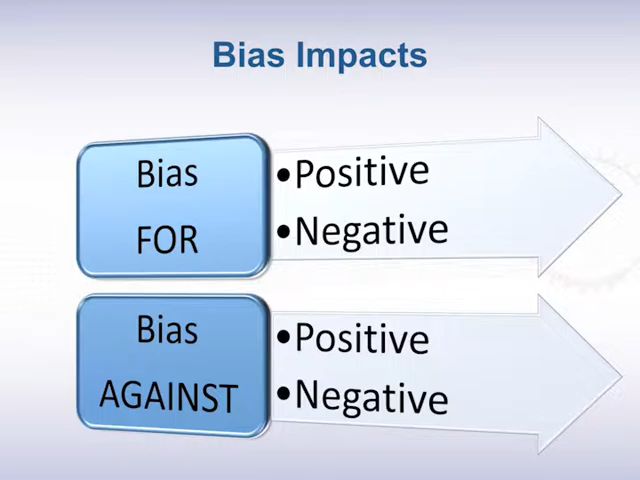 Bias Impacts
Bias
FOR
•Positive
•Negative
Bias
AGAINST
•Positive
•Negative